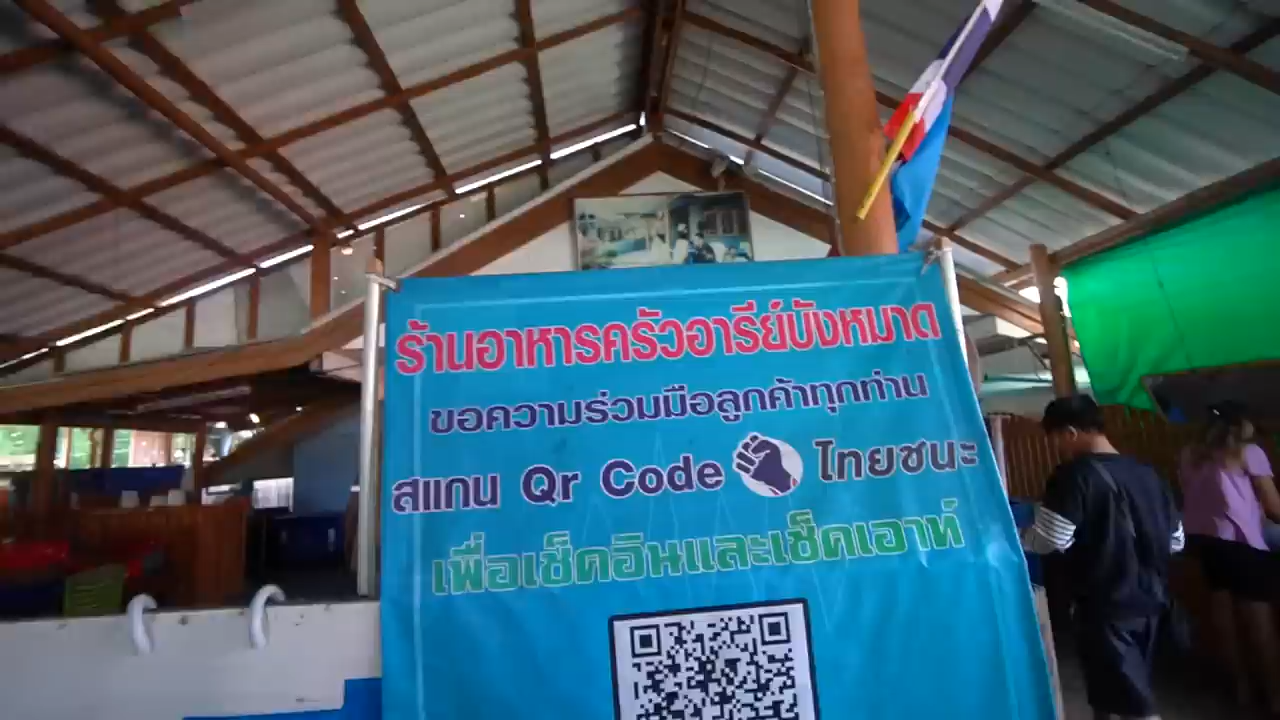 ร้านอาหารครัวอารีย์บังหมาด
ขอความร่วมมือลูกค้าทุกท่าน
สแกน Qr Code ไทยชนะ
เพื่อเช็คอินและเช็คเอาท์